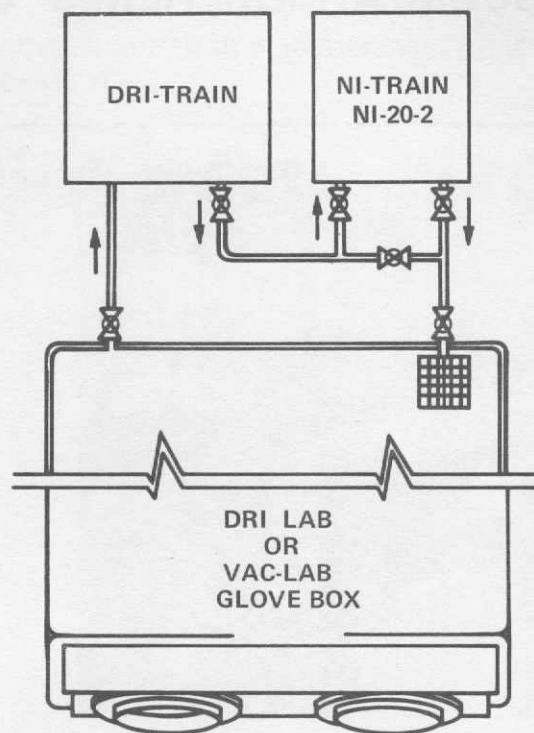 DRI-TRAIN
NI-TRAIN
NI-20-2
DRI LAB
OR
VAC-LAB
GLOVE BOX